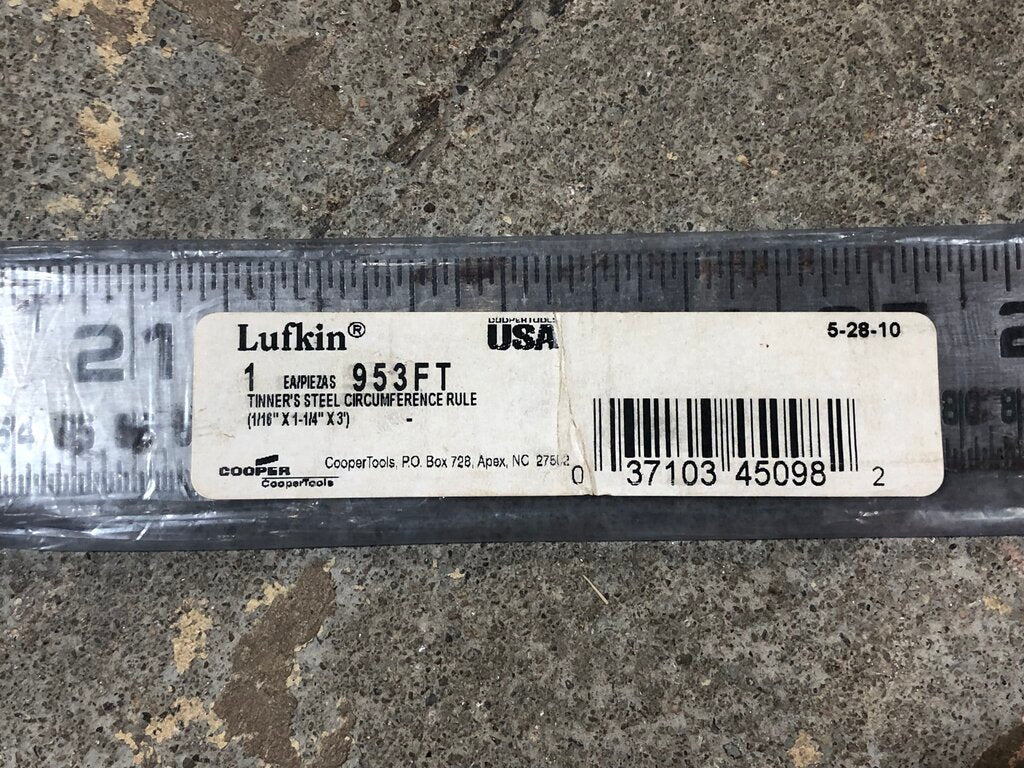 21
Lufkin®
COOPERTOOLS
USA
5-28-10
1 EA/PIEZAS 953FT
TINNER'S STEEL CIRCUMFERENCE RULE
(1/16" X 1-1/4" X 3') -
COOPER
CooperTools
CooperTools, P.O. Box 728, Apex, NC
0 37103 45098 2